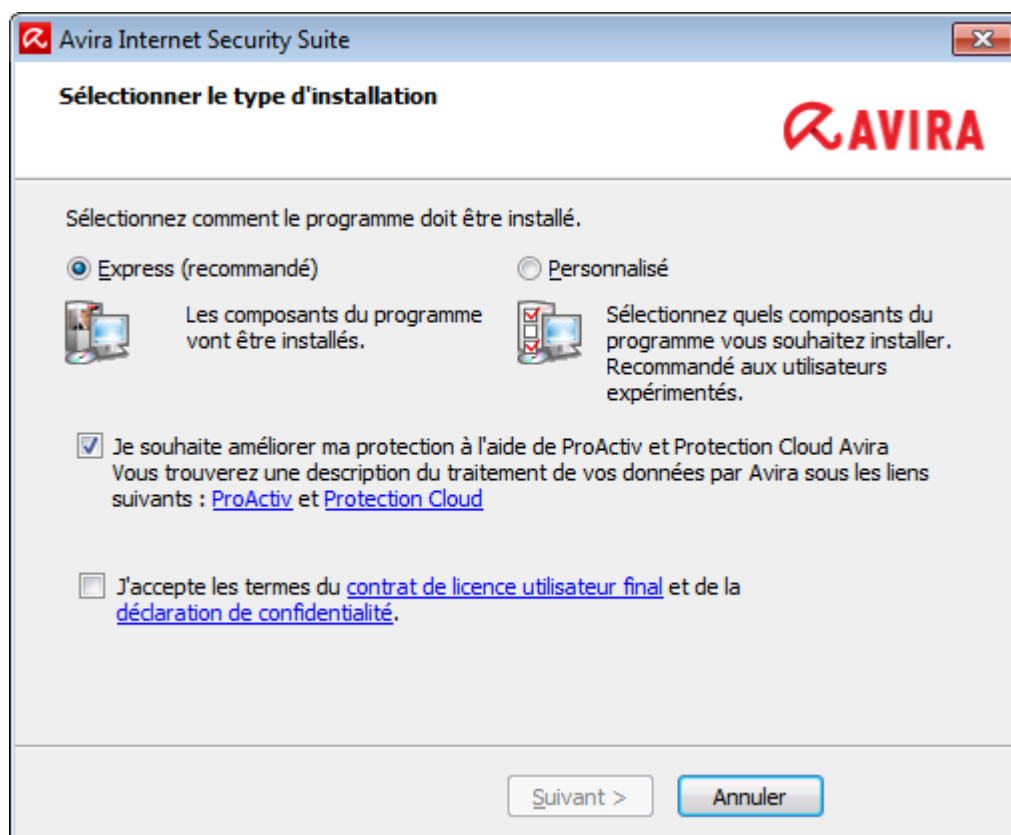 Avira Internet Security Suite
Sélectionner le type d'installation
AVIRA
Sélectionnez comment le programme doit être installé.
Express (recommandé)
Les composants du programme
vont être installés.
Personnalisé
Sélectionnez quels composants du
programme vous souhaitez installer.
Recommandé aux utilisateurs
expérimentés.
Je souhaite améliorer ma protection à l'aide de ProActiv et Protection Cloud Avira
Vous trouverez une description du traitement de vos données par Avira sous les liens
suivants : ProActiv et Protection Cloud
J'accepte les termes du contrat de licence utilisateur final et de la
déclaration de confidentialité.
Suivant >
Annuler